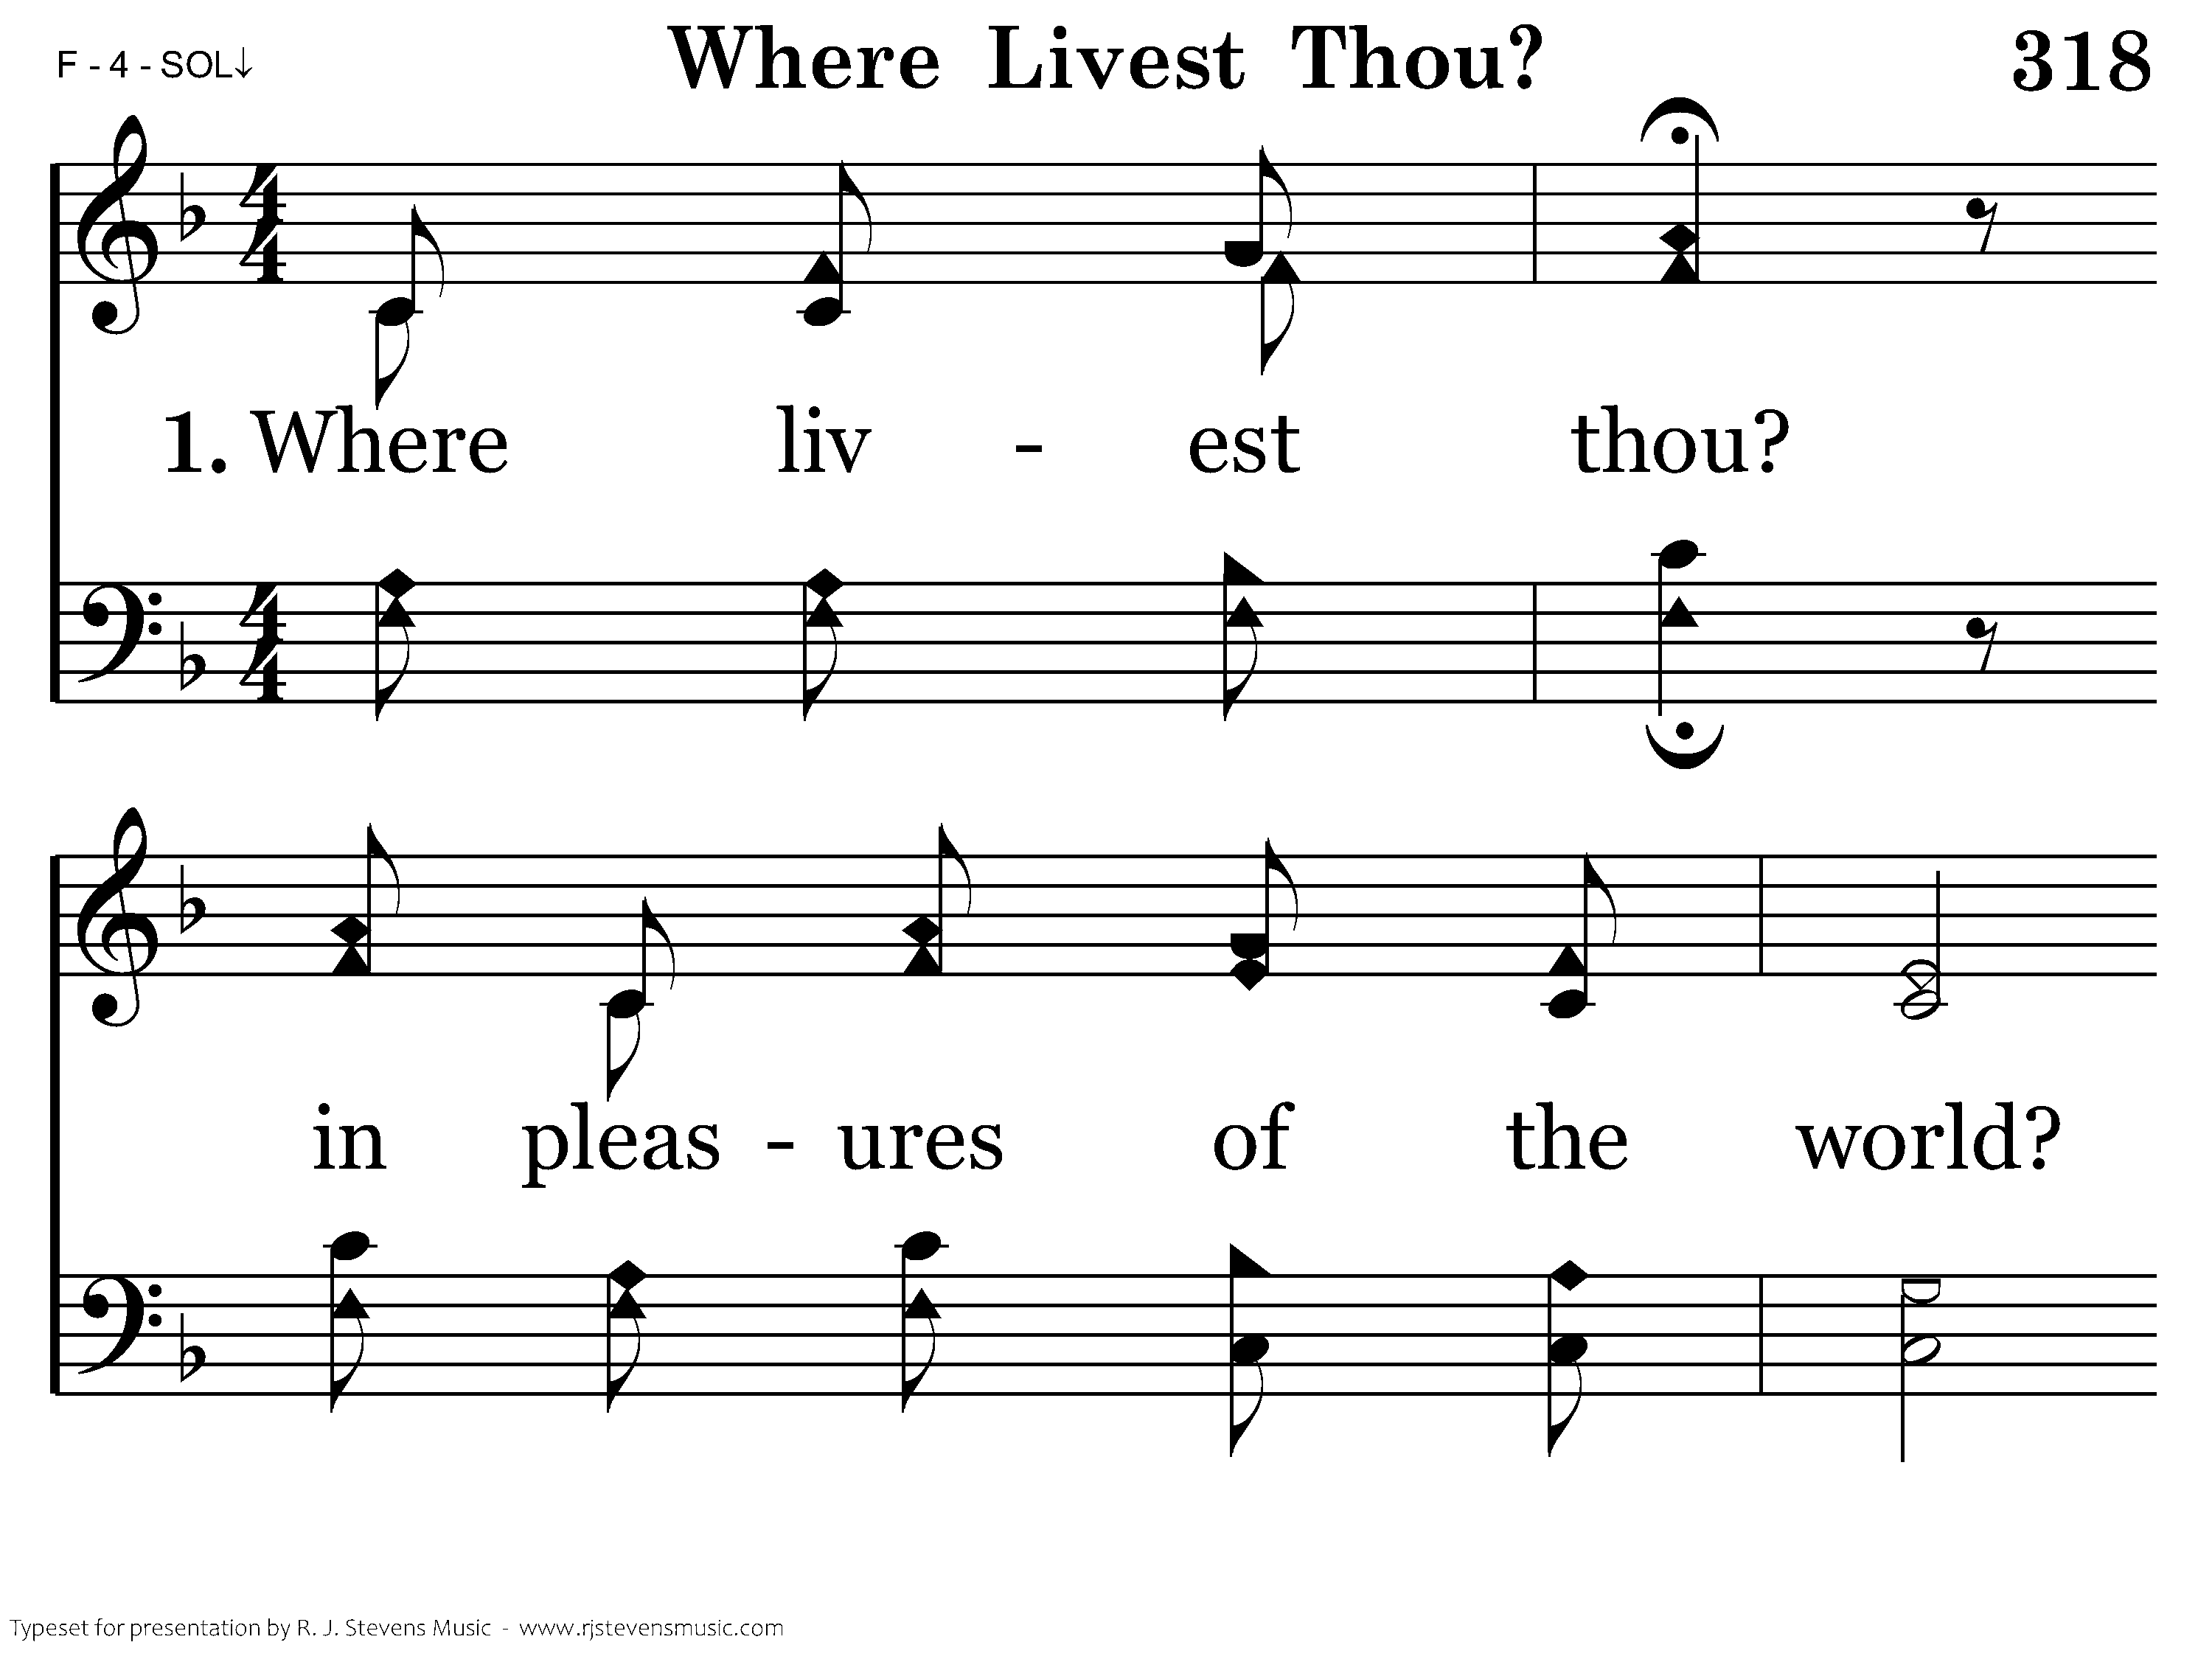 F - 4 - SOL↓ Where Livest Thou? 318
1. Where liv - est thou?
in pleas - ures of the world?
Typeset for presentation by R. J. Stevens Music - www.rjstevensmusic.com